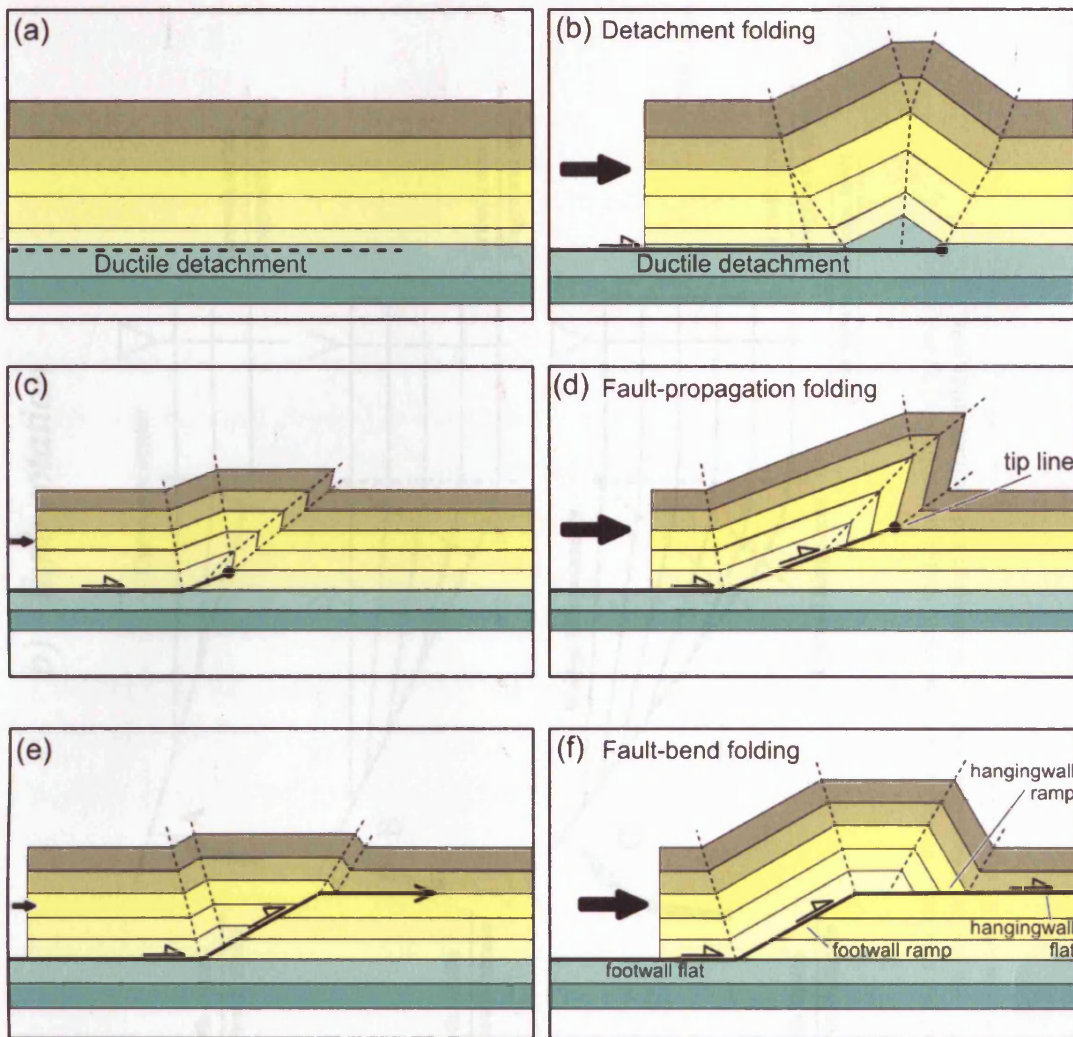 (a)
Ductile detachment
(b) Detachment folding
Ductile detachment
(c)
(d) Fault-propagation folding
tip line
(e)
(f) Fault-bend folding
hangingwall
ramp
hangingwall
flat
footwall ramp
footwall flat